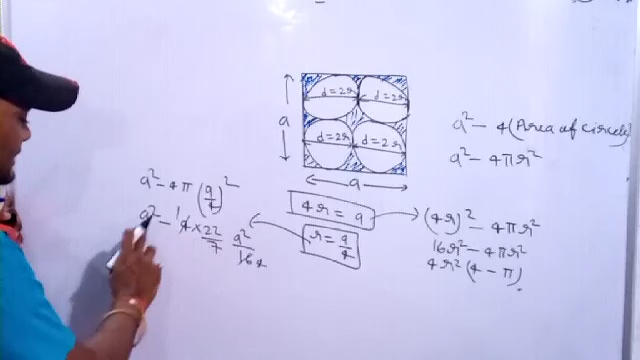 d=2r
d=2r
d=2r
d=2r
a
a
a² - 4 (Area of circle)
a² - 4πr²
4r = a
r = a/4
(4r)² - 4πr²
16r² - 4πr²
4r² (4 - π)
a² - 4π (a/4)²
a² - 4 × 22/7 a²/16